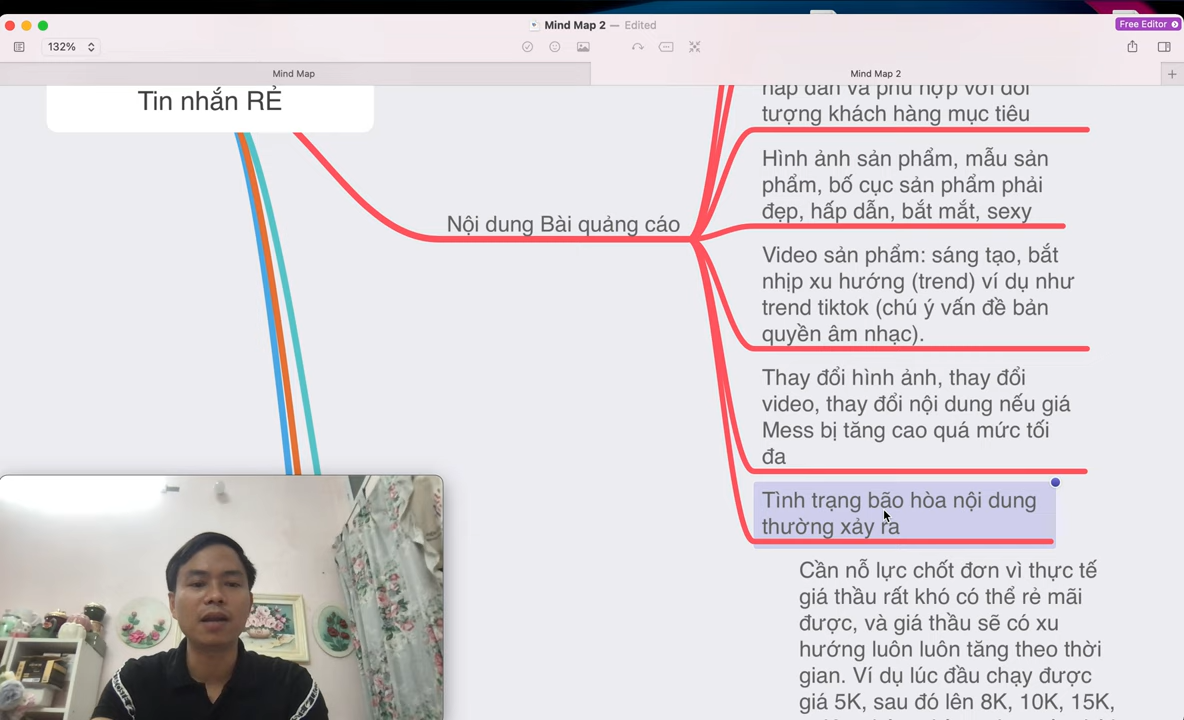 Mind Map 2 — Edited
Free Editor
132%
Mind Map
Mind Map 2
Tin nhắn RẺ
Nội dung Bài quảng cáo
hấp dẫn và phù hợp với đối
tượng khách hàng mục tiêu
Hình ảnh sản phẩm, mẫu sản
phẩm, bố cục sản phẩm phải
đẹp, hấp dẫn, bắt mắt, sexy
Video sản phẩm: sáng tạo, bắt
nhịp xu hướng (trend) ví dụ như
trend tiktok (chú ý vấn đề bản
quyền âm nhạc).
Thay đổi hình ảnh, thay đổi
video, thay đổi nội dung nếu giá
Mess bị tăng cao quá mức tối
đa
Tình trạng bão hòa nội dung
thường xảy ra
Cần nỗ lực chốt đơn vì thực tế
giá thầu rất khó có thể rẻ mãi
được, và giá thầu sẽ có xu
hướng luôn luôn tăng theo thời
gian. Ví dụ lúc đầu chạy được
giá 5K, sau đó lên 8K, 10K, 15K,